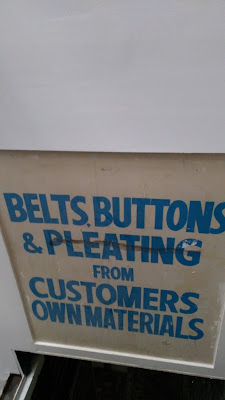 BELTS, BUTTONS
& PLEATING
FROM
CUSTOMERS
OWN MATERIALS